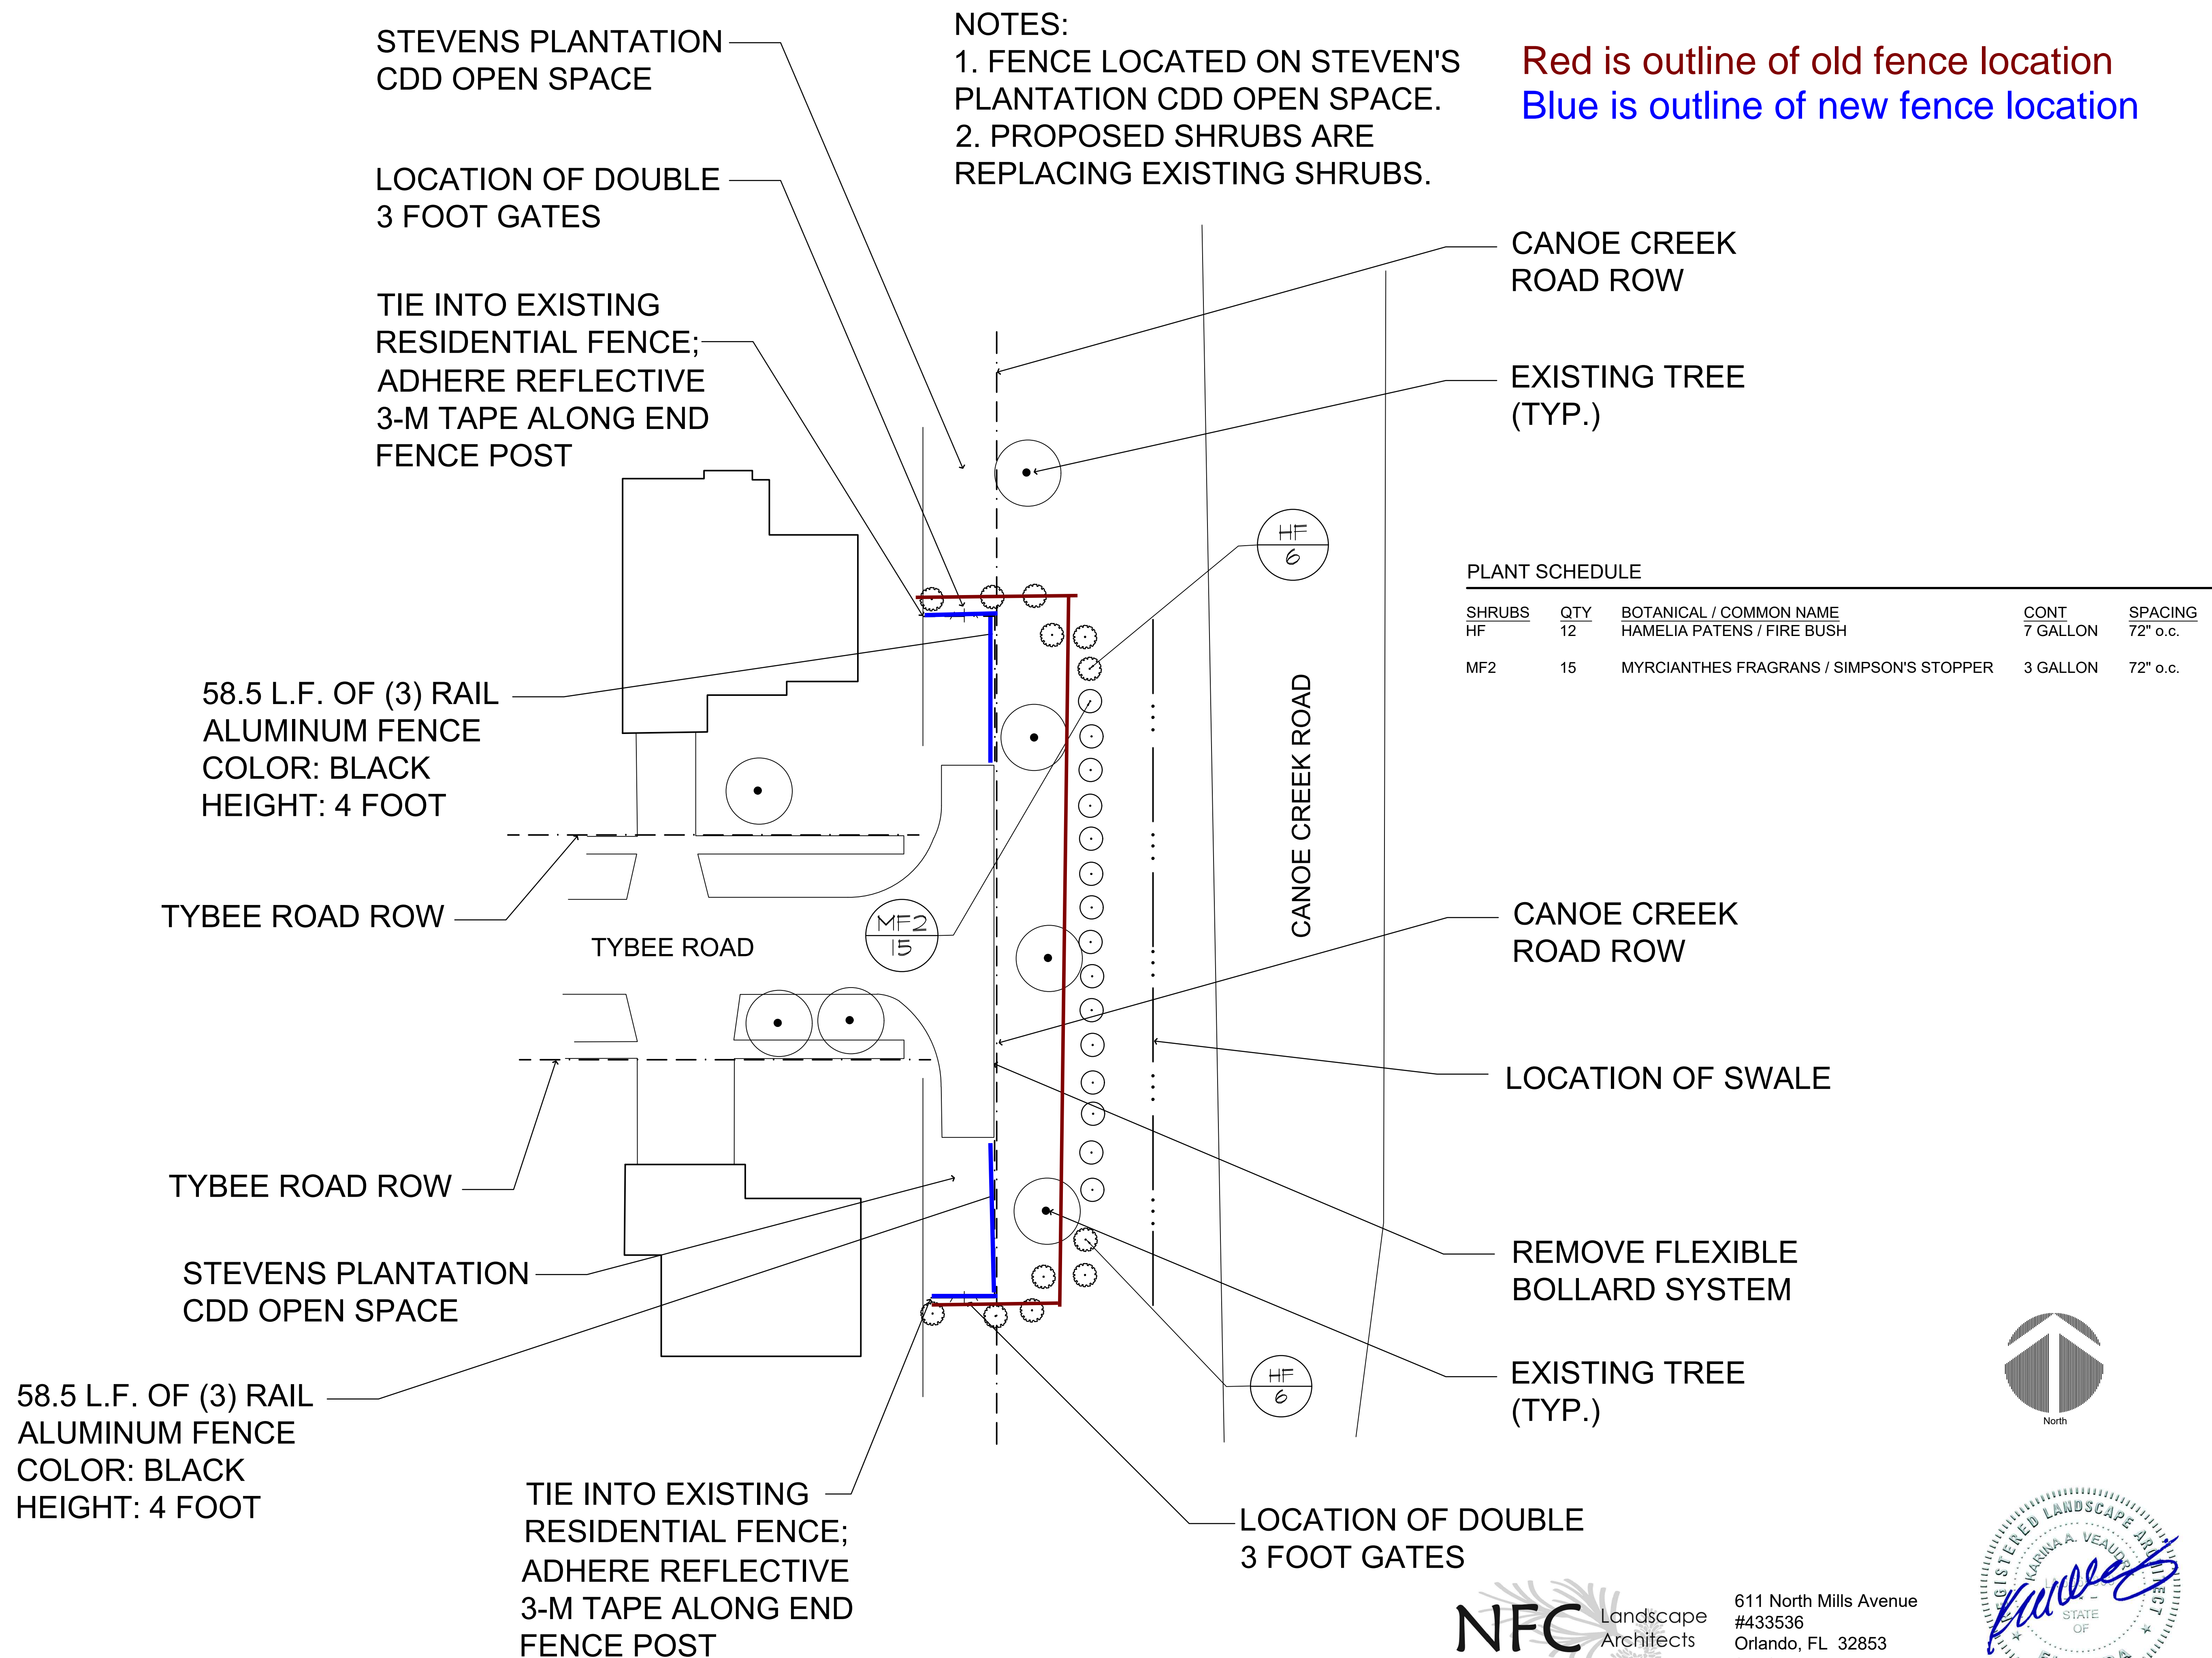 STEVENS PLANTATION
CDD OPEN SPACE
LOCATION OF DOUBLE
3 FOOT GATES
TIE INTO EXISTING
RESIDENTIAL FENCE;
ADHERE REFLECTIVE
3-M TAPE ALONG END
FENCE POST
NOTES:
1. FENCE LOCATED ON STEVEN'S
PLANTATION CDD OPEN SPACE.
2. PROPOSED SHRUBS ARE
REPLACING EXISTING SHRUBS.
Red is outline of old fence location
Blue is outline of new fence location
CANOE CREEK
ROAD ROW
EXISTING TREE
(TYP.)
HF
6
PLANT SCHEDULE
SHRUBS QTY BOTANICAL / COMMON NAME CONT SPACING
HF 12 HAMELIA PATENS / FIRE BUSH 7 GALLON 72" o.c.
MF2 15 MYRCIANTHES FRAGRANS / SIMPSON'S STOPPER 3 GALLON 72" o.c.
58.5 L.F. OF (3) RAIL
ALUMINUM FENCE
COLOR: BLACK
HEIGHT: 4 FOOT
CANOE CREEK ROAD
TYBEE ROAD ROW
TYBEE ROAD
MF2
15
CANOE CREEK
ROAD ROW
LOCATION OF SWALE
TYBEE ROAD ROW
STEVENS PLANTATION
CDD OPEN SPACE
REMOVE FLEXIBLE
BOLLARD SYSTEM
EXISTING TREE
(TYP.)
HF
6
North
58.5 L.F. OF (3) RAIL
ALUMINUM FENCE
COLOR: BLACK
HEIGHT: 4 FOOT
TIE INTO EXISTING
RESIDENTIAL FENCE;
ADHERE REFLECTIVE
3-M TAPE ALONG END
FENCE POST
LOCATION OF DOUBLE
3 FOOT GATES
NFC
Landscape
Architects
611 North Mills Avenue
#433536
Orlando, FL 32853
REGISTERED LANDSCAPE ARCHITECT
KARINA A.
STATE
OF